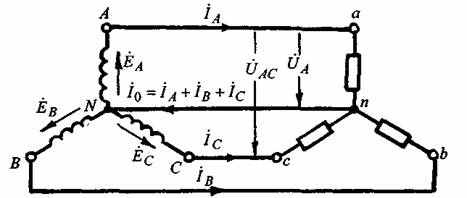 A İ_A a
Ė_A U̇_AC U̇_A
Ė_B N İ_0 = İ_A + İ_B + İ_C n
Ė_C
B C İ_C c b
İ_B